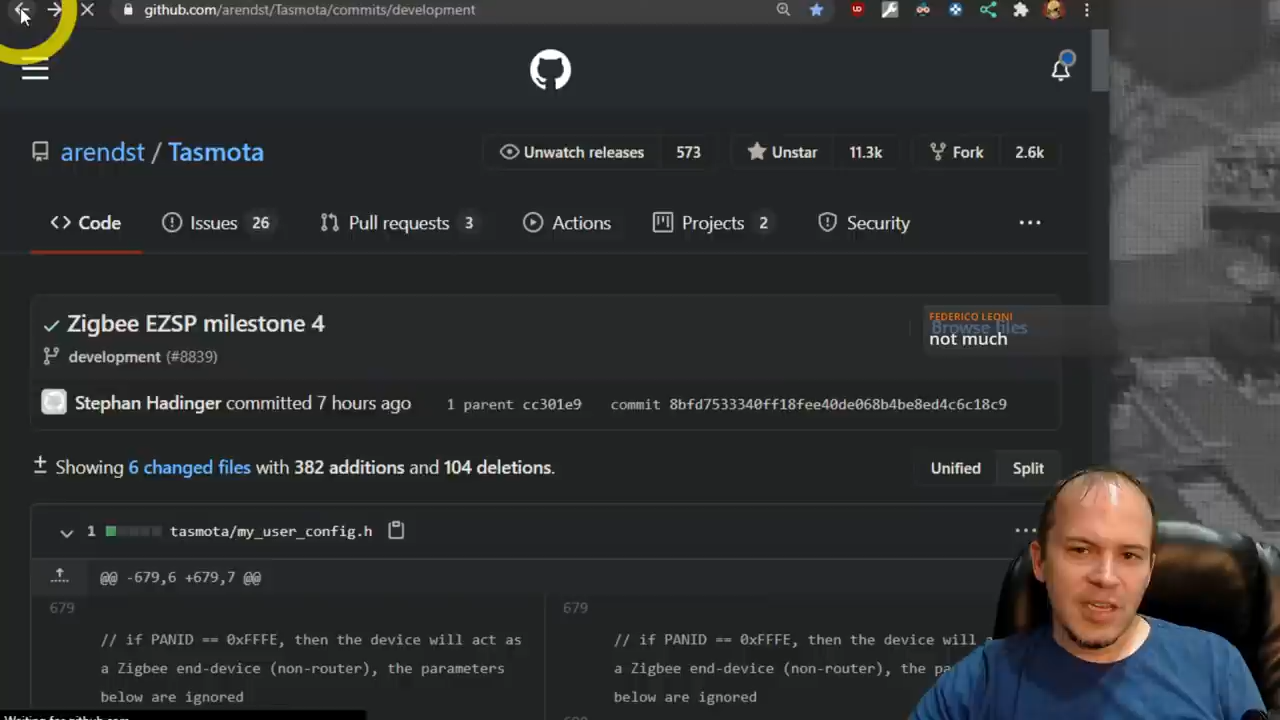 github.com/arendst/Tasmota/commits/development
arendst / Tasmota
Unwatch releases 573
Unstar 11.3k
Fork 2.6k
<> Code
Issues 26
Pull requests 3
Actions
Projects 2
Security
Zigbee EZSP milestone 4
Browse files
FEDERICO LEONI
not much
development (#8839)
Stephan Hadinger committed 7 hours ago
1 parent cc301e9
commit 8bfd7533340ff18fee40de068b4be8ed4c6c18c9
Showing 6 changed files with 382 additions and 104 deletions.
Unified
Split
1 tasmota/my_user_config.h
@@ -679,6 +679,7 @@
679
// if PANID == 0xFFFE, then the device will act as
a Zigbee end-device (non-router), the parameters
below are ignored
679
// if PANID == 0xFFFE, then the device will a
a Zigbee end-device (non-router), the pa
below are ignored